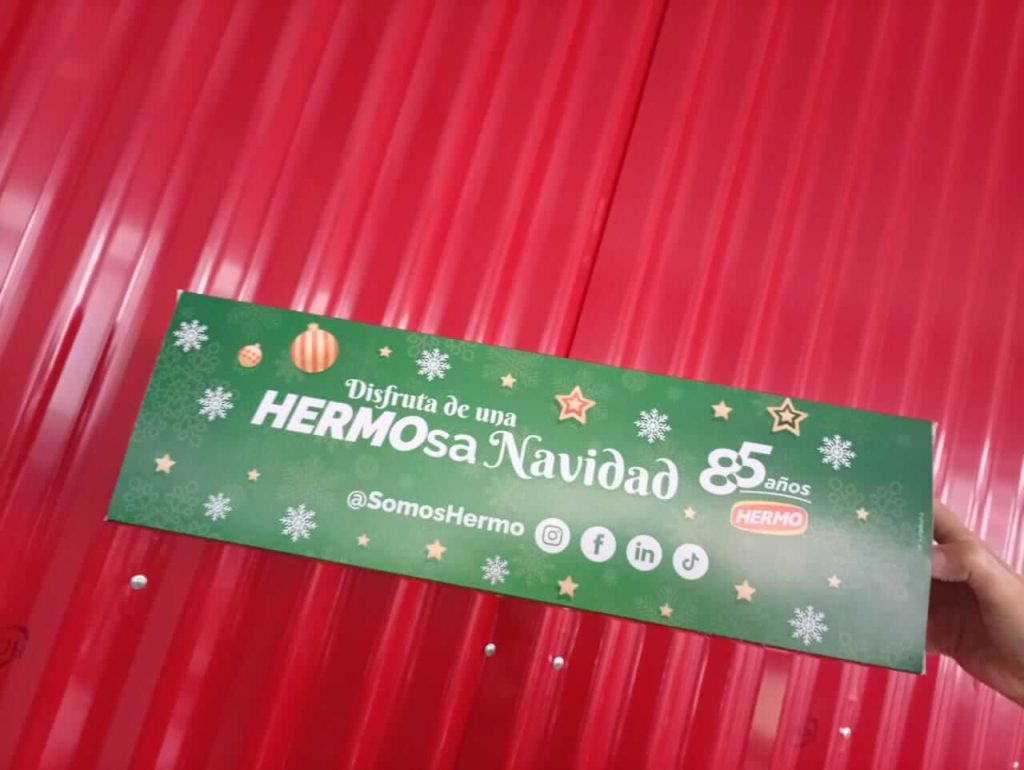 Disfruta de una
HERMOsa Navidad
@SomosHermo
85 años
HERMO